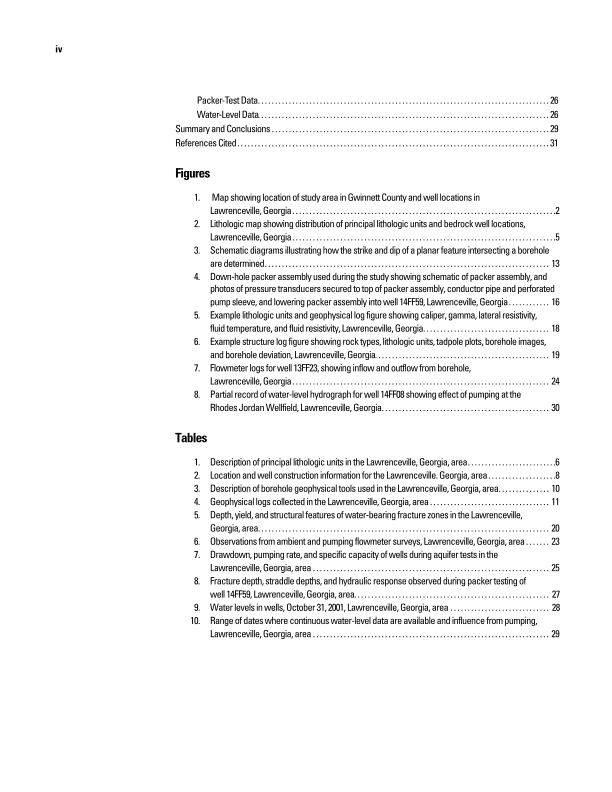 iv
Packer-Test Data. . . . . . . . . . . . . . . . . . . . . . . . . . . . . . . . . . . . . . . . 26
Water-Level Data. . . . . . . . . . . . . . . . . . . . . . . . . . . . . . . . . . . . . . . . 26
Summary and Conclusions . . . . . . . . . . . . . . . . . . . . . . . . . . . . . . . . . . . . . . . . 29
References Cited . . . . . . . . . . . . . . . . . . . . . . . . . . . . . . . . . . . . . . . . 31
Figures
1. Map showing location of study area in Gwinnett County and well locations in
Lawrenceville, Georgia . . . . . . . . . . . . . . . . . . . . . . . . . . . . . . . . . . . . . . . . .2
2. Lithologic map showing distribution of principal lithologic units and bedrock well locations,
Lawrenceville, Georgia . . . . . . . . . . . . . . . . . . . . . . . . . . . . . . . . . . . . . . . . .5
3. Schematic diagrams illustrating how the strike and dip of a planar feature intersecting a borehole
are determined. . . . . . . . . . . . . . . . . . . . . . . . . . . . . . . . . . . . . . . . 13
4. Down-hole packer assembly used during the study showing schematic of packer assembly, and
photos of pressure transducers secured to top of packer assembly, conductor pipe and perforated
pump sleeve, and lowering packer assembly into well 14FF59, Lawrenceville, Georgia . . . . . . . . . . . . 16
5. Example lithologic units and geophysical log figure showing caliper, gamma, lateral resistivity,
fluid temperature, and fluid resistivity, Lawrenceville, Georgia. . . . . . . . . . . . . . . . . . . . . . . . . . . . . . 18
6. Example structure log figure showing rock types, lithologic units, tadpole plots, borehole images,
and borehole deviation, Lawrenceville, Georgia. . . . . . . . . . . . . . . . . . . . . . . . . . . . . . . . . . . . . . . . 19
7. Flowmeter logs for well 13FF23, showing inflow and outflow from borehole,
Lawrenceville, Georgia . . . . . . . . . . . . . . . . . . . . . . . . . . . . . . . . . . . . . . . . 24
8. Partial record of water-level hydrograph for well 14FF08 showing effect of pumping at the
Rhodes Jordan Wellfield, Lawrenceville, Georgia. . . . . . . . . . . . . . . . . . . . . . . . . . . . . . . . . . . . . . . . 30
Tables
1. Description of principal lithologic units in the Lawrenceville, Georgia, area . . . . . . . . . . . . . . . . . . . . . . . . .6
2. Location and well construction information for the Lawrenceville. Georgia, area . . . . . . . . . . . . . . . . . . . .8
3. Description of borehole geophysical tools used in the Lawrenceville, Georgia, area. . . . . . . . . . . . . . . 10
4. Geophysical logs collected in the Lawrenceville, Georgia, area . . . . . . . . . . . . . . . . . . . . . . . . . . . . . . 11
5. Depth, yield, and structural features of water-bearing fracture zones in the Lawrenceville,
Georgia, area. . . . . . . . . . . . . . . . . . . . . . . . . . . . . . . . . . . . . . . . 20
6. Observations from ambient and pumping flowmeter surveys, Lawrenceville, Georgia, area . . . . . . . 23
7. Drawdown, pumping rate, and specific capacity of wells during aquifer tests in the
Lawrenceville, Georgia, area . . . . . . . . . . . . . . . . . . . . . . . . . . . . . . . . . . . . . . . . 25
8. Fracture depth, straddle depths, and hydraulic response observed during packer testing of
well 14FF59, Lawrenceville, Georgia, area. . . . . . . . . . . . . . . . . . . . . . . . . . . . . . . . . . . . . . . . 27
9. Water levels in wells, October 31, 2001, Lawrenceville, Georgia, area . . . . . . . . . . . . . . . . . . . . . . . . . 28
10. Range of dates where continuous water-level data are available and influence from pumping,
Lawrenceville, Georgia, area . . . . . . . . . . . . . . . . . . . . . . . . . . . . . . . . . . . . . . . . 29